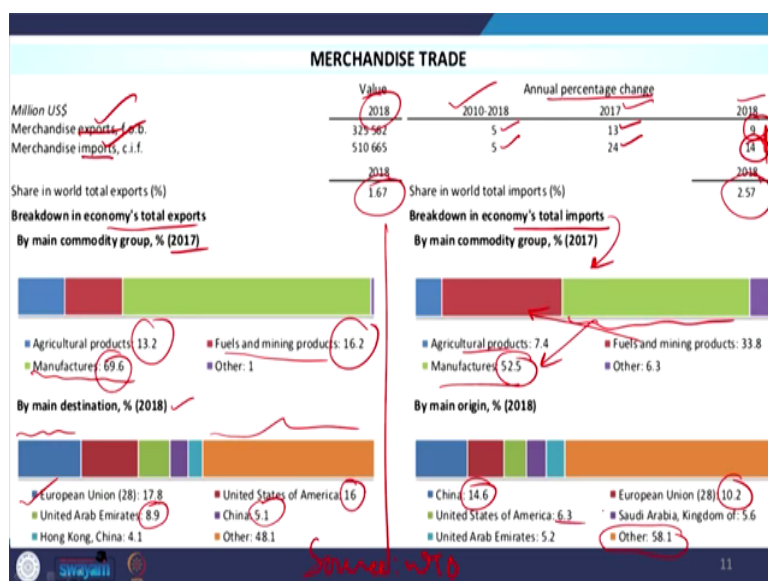 MERCHANDISE TRADE
Value Annual percentage change
Million US$ 2018 2010-2018 2017 2018
Merchandise exports, f.o.b. 325 562 5 13 9
Merchandise imports, c.i.f. 510 665 5 24 14
2018 2018
Share in world total exports (%) 1.67 Share in world total imports (%) 2.57
Breakdown in economy's total exports Breakdown in economy's total imports
By main commodity group, % (2017) By main commodity group, % (2017)
Agricultural products: 13.2 Fuels and mining products: 16.2 Agricultural products: 7.4 Fuels and mining products: 33.8
Manufactures: 69.6 Other: 1 Manufactures: 52.5 Other: 6.3
By main destination, % (2018) By main origin, % (2018)
European Union (28): 17.8 United States of America: 16 China: 14.6 European Union (28): 10.2
United Arab Emirates: 8.9 China: 5.1 United States of America: 6.3 Saudi Arabia, Kingdom of: 5.6
Hong Kong, China: 4.1 Other: 48.1 United Arab Emirates: 5.2 Other: 58.1
swayam Source: WTO 11